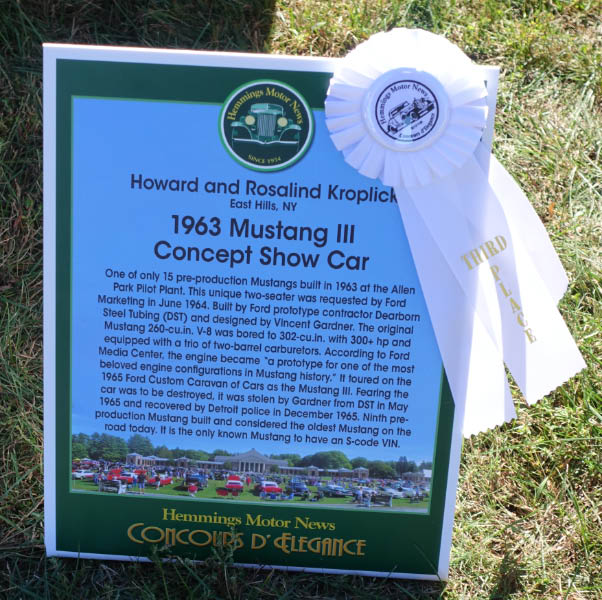 Hemmings Motor News
SINCE 1954
Hemmings Motor News
Concours d'Elegance
Howard and Rosalind Kroplick
East Hills, NY
1963 Mustang III
Concept Show Car
One of only 15 pre-production Mustangs built in 1963 at the Allen
Park Pilot Plant. This unique two-seater was requested by Ford
Marketing in June 1964. Built by Ford prototype contractor Dearborn
Steel Tubing (DST) and designed by Vincent Gardner. The original
Mustang 260-cu.in. V-8 was bored to 302-cu.in. with 300+ hp and
equipped with a trio of two-barrel carburetors. According to Ford
Media Center, the engine became "a prototype for one of the most
beloved engine configurations in Mustang history." It toured on the
1965 Ford Custom Caravan of Cars as the Mustang III. Fearing the
car was to be destroyed, it was stolen by Gardner from DST in May
1965 and recovered by Detroit police in December 1965. Ninth pre-
production Mustang built and considered the oldest Mustang on the
road today. It is the only known Mustang to have an S-code VIN.
THIRD PLACE
Hemmings Motor News
CONCOURS D' ELEGANCE